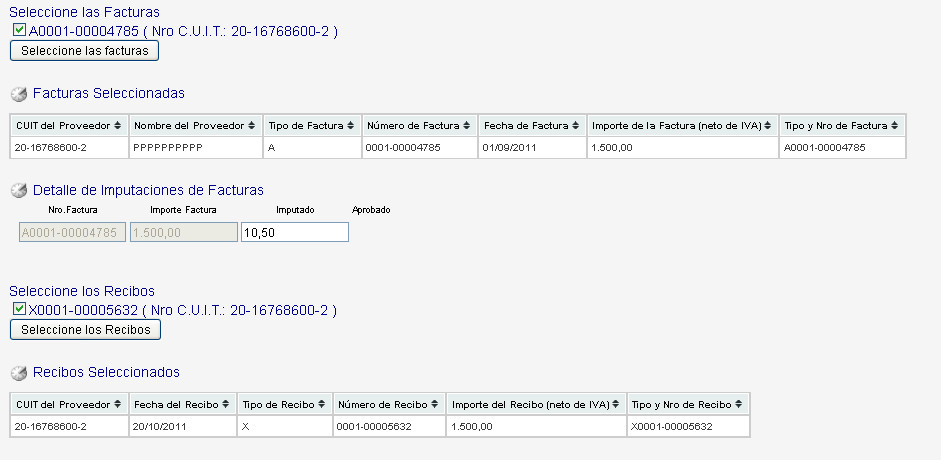 Seleccione las Facturas
A0001-00004785 ( Nro C.U.I.T.: 20-16768600-2 )
Seleccione las facturas
Facturas Seleccionadas
CUIT del Proveedor Nombre del Proveedor Tipo de Factura Número de Factura Fecha de Factura Importe de la Factura (neto de IVA) Tipo y Nro de Factura
20-16768600-2 PPPPPPPPPP A 0001-00004785 01/09/2011 1.500,00 A0001-00004785
Detalle de Imputaciones de Facturas
Nro.Factura Importe Factura Imputado Aprobado
A0001-00004785 1.500,00 10,50
Seleccione los Recibos
X0001-00005632 ( Nro C.U.I.T.: 20-16768600-2 )
Seleccione los Recibos
Recibos Seleccionados
CUIT del Proveedor Fecha del Recibo Tipo de Recibo Número de Recibo Importe del Recibo (neto de IVA) Tipo y Nro de Recibo
20-16768600-2 20/10/2011 X 0001-00005632 1.500,00 X0001-00005632